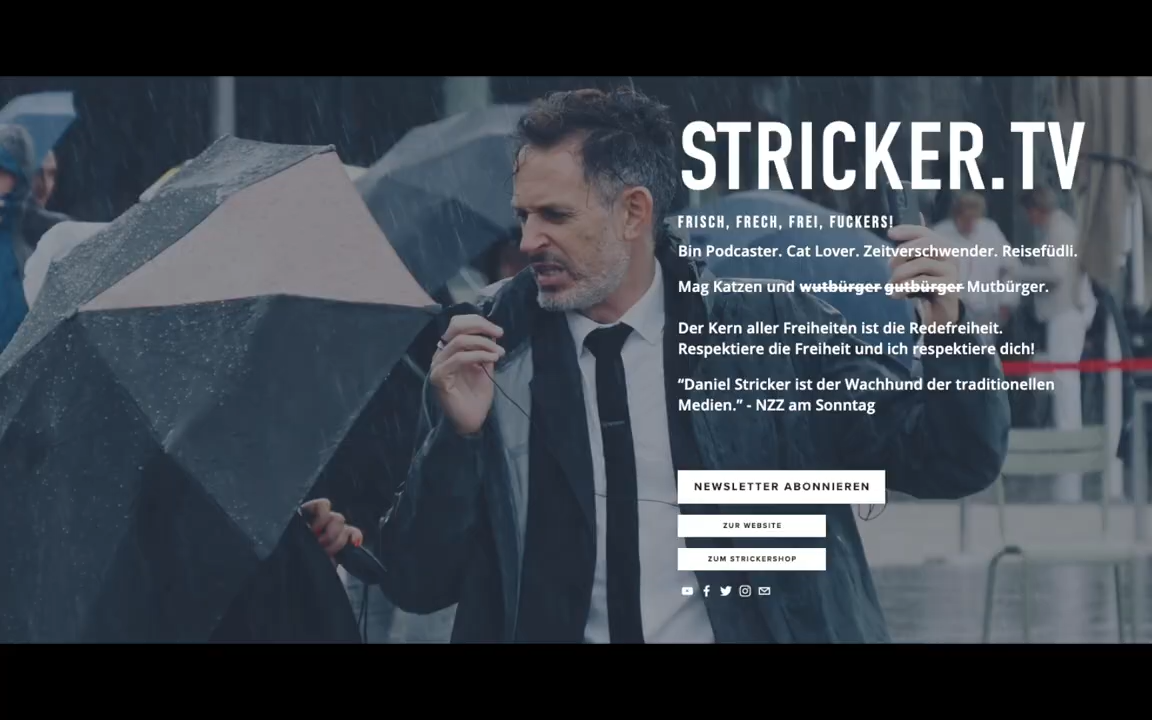 STRICKER.TV
FRISCH, FRECH, FREI, FUCKERS!
Bin Podcaster. Cat Lover. Zeitverschwender. Reisefüdli.
Mag Katzen und wutbürger gutbürger Mutbürger.
Der Kern aller Freiheiten ist die Redefreiheit.
Respektiere die Freiheit und ich respektiere dich!
“Daniel Stricker ist der Wachhund der traditionellen
Medien.” - NZZ am Sonntag
NEWSLETTER ABONNIEREN
ZUR WEBSITE
ZUM STRICKERSHOP